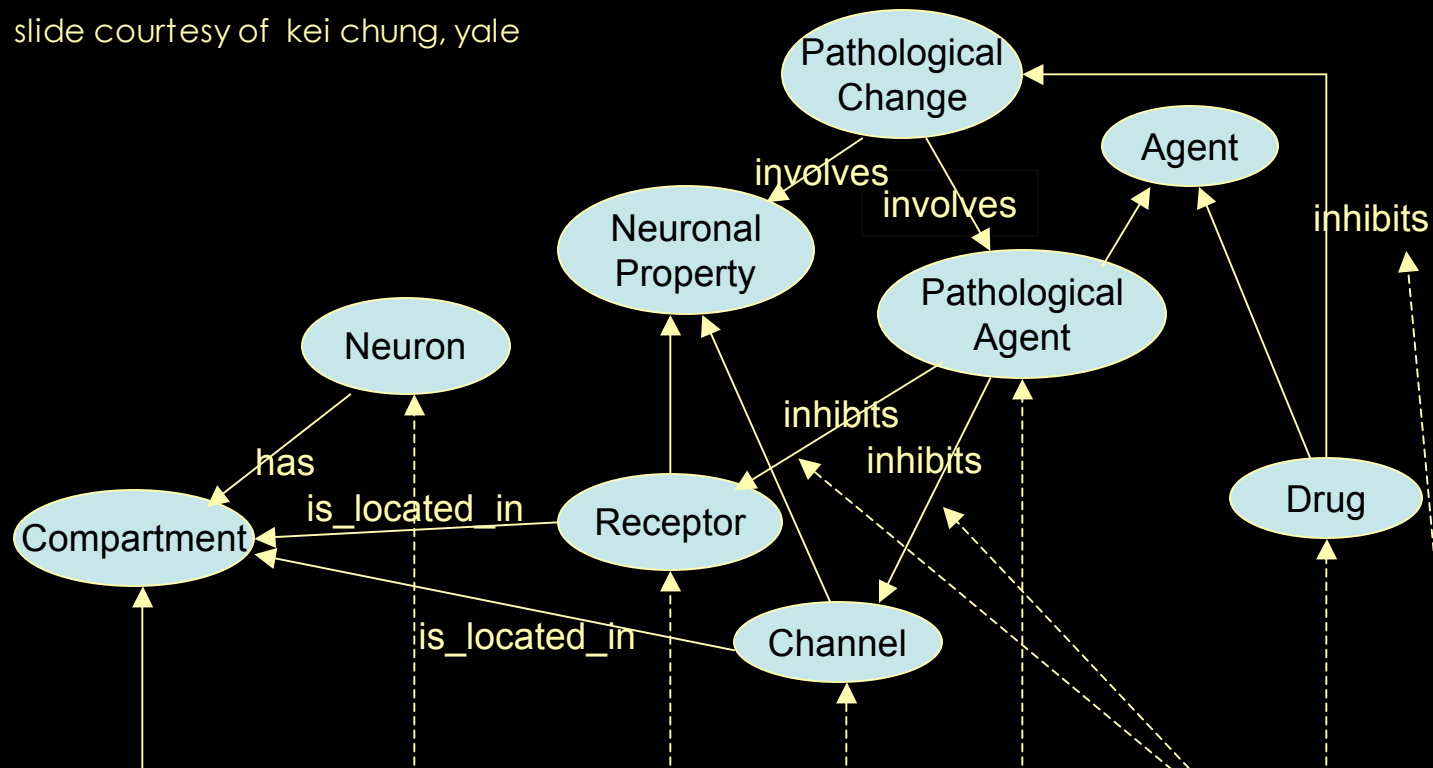 slide courtesy of kei chung, yale
Pathological
Change
Agent
involves
involves
inhibits
Neuronal
Property
Pathological
Agent
Neuron
inhibits
inhibits
has
is_located_in
Receptor
Drug
Compartment
is_located_in
Channel